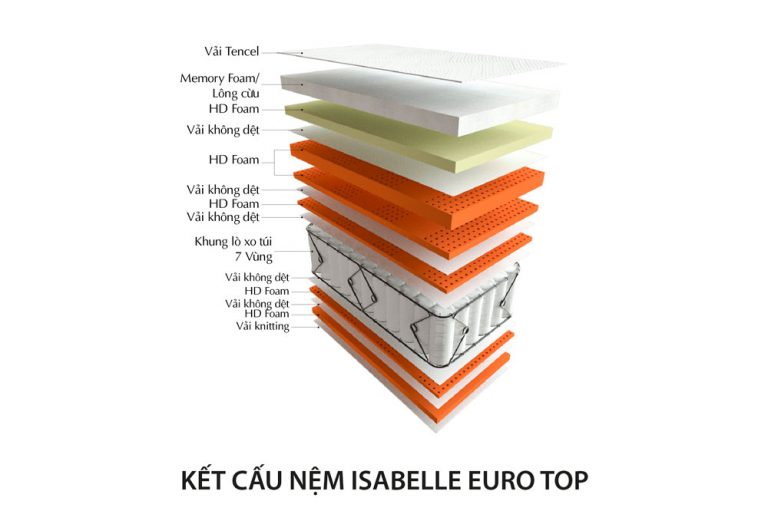 Vải Tencel
Memory Foam/
Lông cừu
HD Foam
Vải không dệt
HD Foam
Vải không dệt
HD Foam
Vải không dệt
Khung lò xo túi
7 Vùng
Vải không dệt
HD Foam
Vải không dệt
HD Foam
Vải knitting
KẾT CẤU NỆM ISABELLE EURO TOP